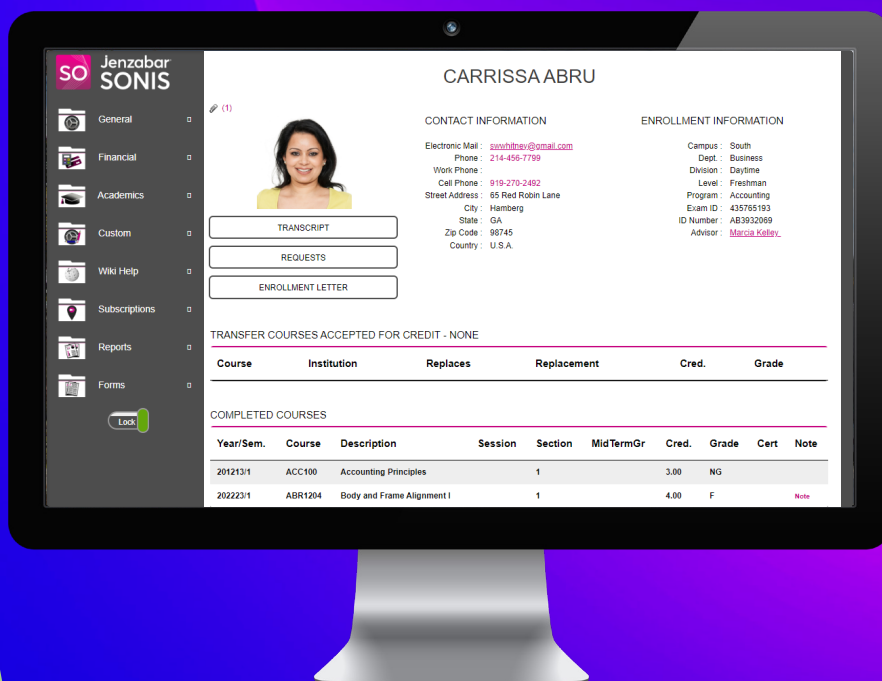 SO Jenzabar SONIS
General
Financial
Academics
Custom
Wiki Help
Subscriptions
Reports
Forms
Lock
CARRISSA ABRU
(1)
TRANSCRIPT
REQUESTS
ENROLLMENT LETTER
CONTACT INFORMATION
Electronic Mail : swwhitney@gmail.com
Phone : 214-456-7799
Work Phone :
Cell Phone : 919-270-2492
Street Address : 65 Red Robin Lane
City : Hamberg
State : GA
Zip Code : 98745
Country : U.S.A.
ENROLLMENT INFORMATION
Campus : South
Dept. : Business
Division : Daytime
Level : Freshman
Program : Accounting
Exam ID : 435765193
ID Number : AB3932069
Advisor : Marcia Kelley
TRANSFER COURSES ACCEPTED FOR CREDIT - NONE
Course Institution Replaces Replacement Cred. Grade
COMPLETED COURSES
Year/Sem. Course Description Session Section MidTermGr Cred. Grade Cert Note
201213/1 ACC100 Accounting Principles 1 3.00 NG
202223/1 ABR1204 Body and Frame Alignment I 1 4.00 F Note